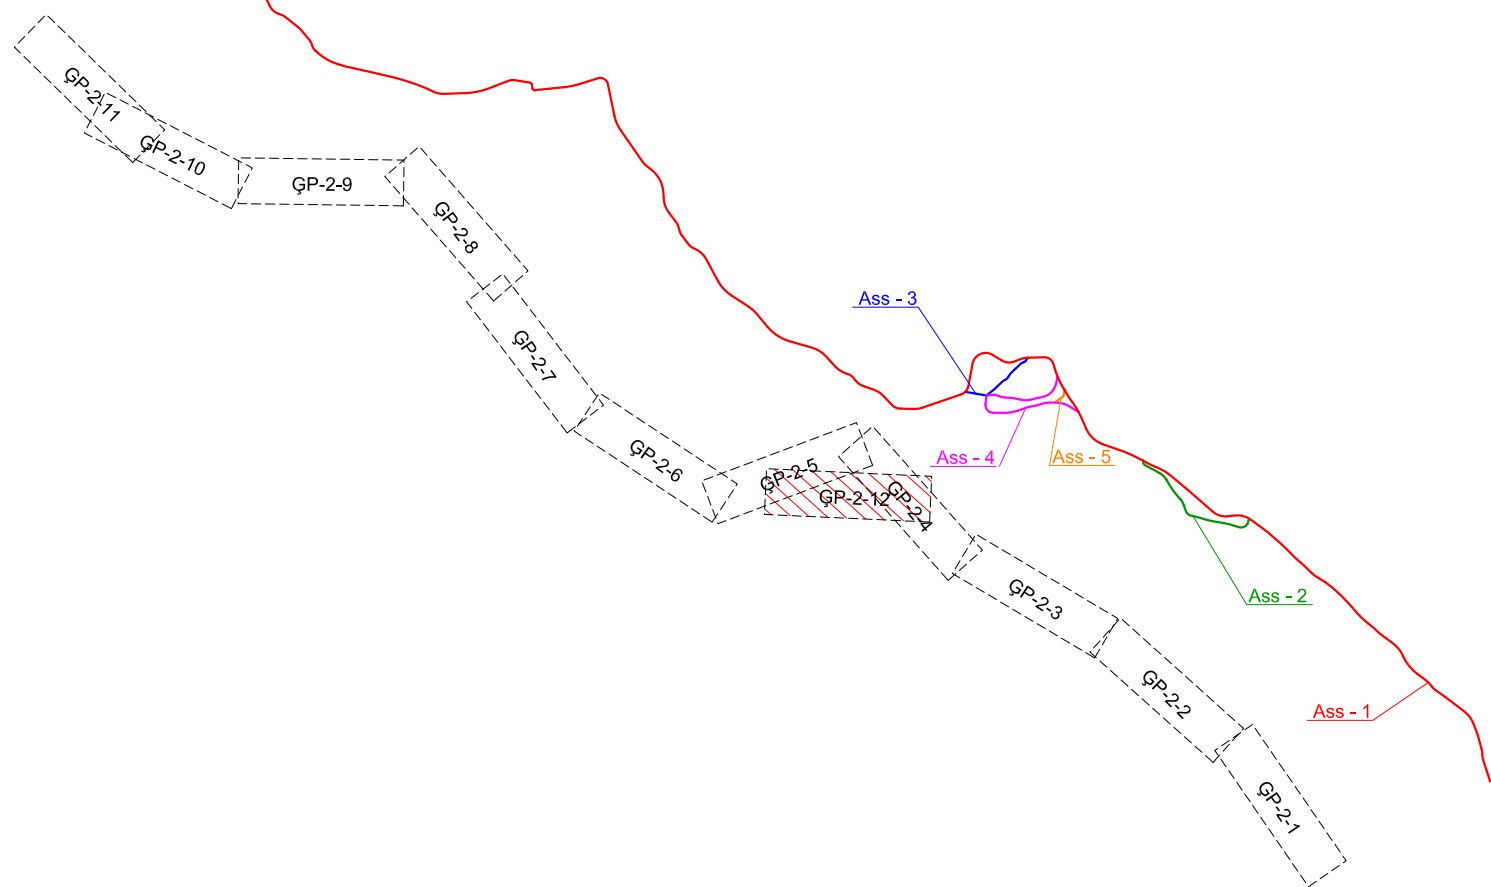 ĢP-2-11
ĢP-2-10
ĢP-2-9
ĢP-2-8
ĢP-2-7
ĢP-2-6
ĢP-2-5
ĢP-2-12
ĢP-2-4
ĢP-2-3
ĢP-2-2
ĢP-2-1
Ass - 3
Ass - 4
Ass - 5
Ass - 2
Ass - 1